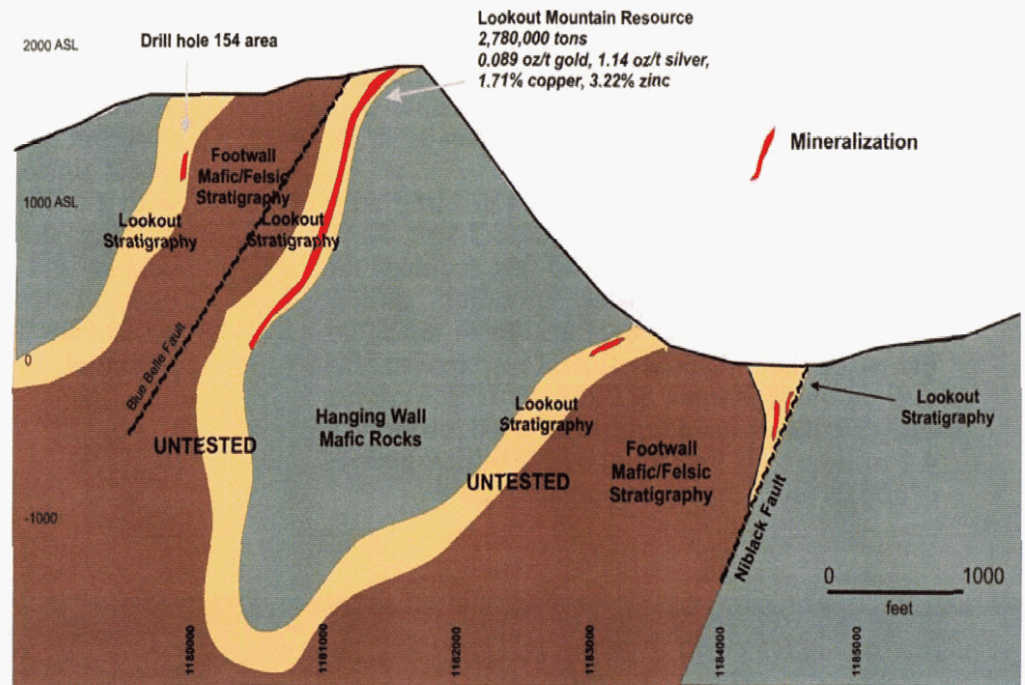 2000 ASL
Drill hole 154 area
Lookout Mountain Resource
2,780,000 tons
0.089 oz/t gold, 1.14 oz/t silver,
1.71% copper, 3.22% zinc
Mineralization
Footwall
Mafic/Felsic
Stratigraphy
1000 ASL
Lookout
Stratigraphy
Lookout
Stratigraphy
Blue Belle Fault
0
Hanging Wall
Mafic Rocks
UNTESTED
Lookout
Stratigraphy
Lookout
Stratigraphy
UNTESTED
Footwall
Mafic/Felsic
Stratigraphy
Niblack Fault
-1000
0 1000
feet
1180000
1181000
1182000
1183000
1184000
1185000